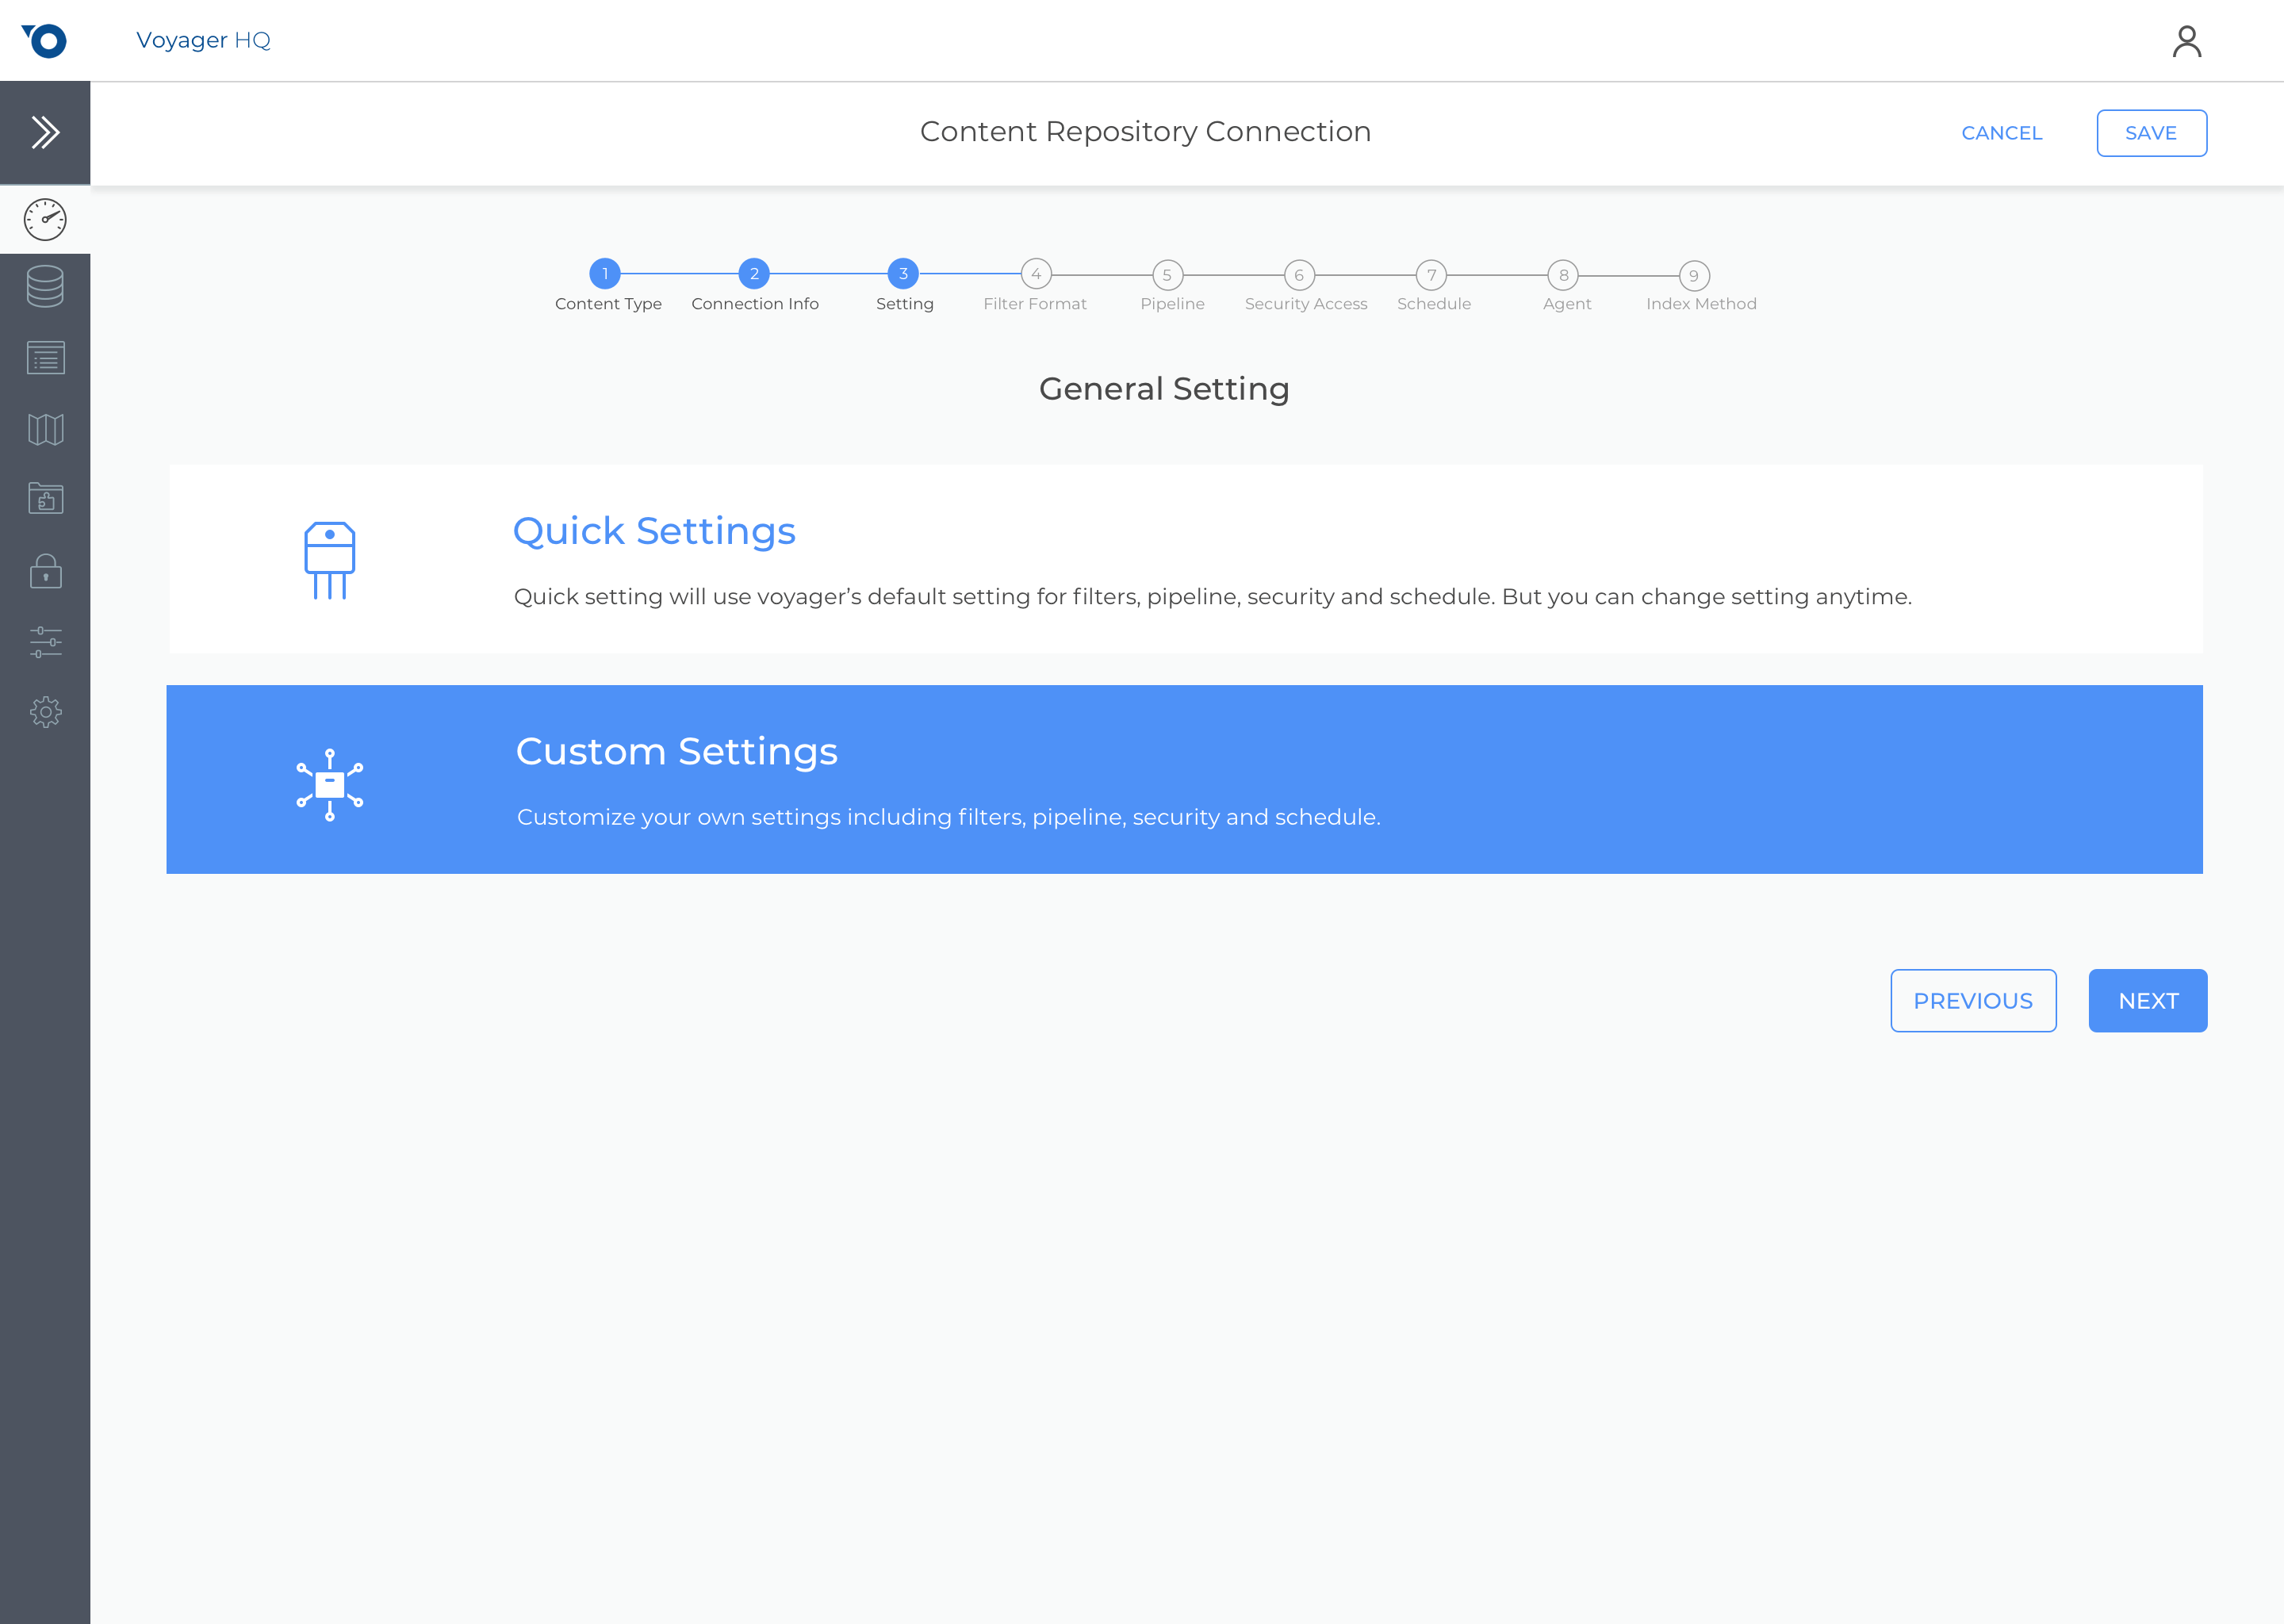 Voyager HQ
Content Repository Connection
CANCEL
SAVE
1 2 3 4 5 6 7 8 9
Content Type Connection Info Setting Filter Format Pipeline Security Access Schedule Agent Index Method
General Setting
Quick Settings
Quick setting will use voyager’s default setting for filters, pipeline, security and schedule. But you can change setting anytime.
Custom Settings
Customize your own settings including filters, pipeline, security and schedule.
PREVIOUS
NEXT